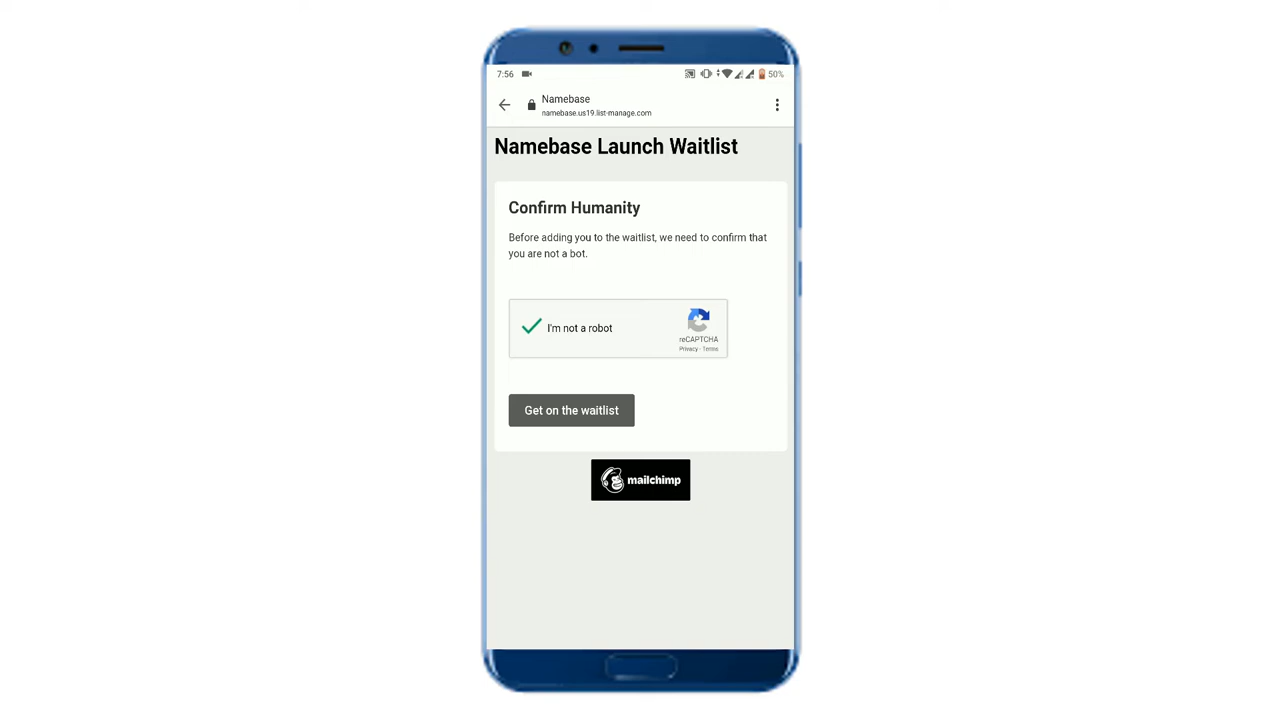 7:56
50%
Namebase
namebase.us19.list-manage.com
Namebase Launch Waitlist
Confirm Humanity
Before adding you to the waitlist, we need to confirm that
you are not a bot.
I'm not a robot
reCAPTCHA
Privacy - Terms
Get on the waitlist
mailchimp